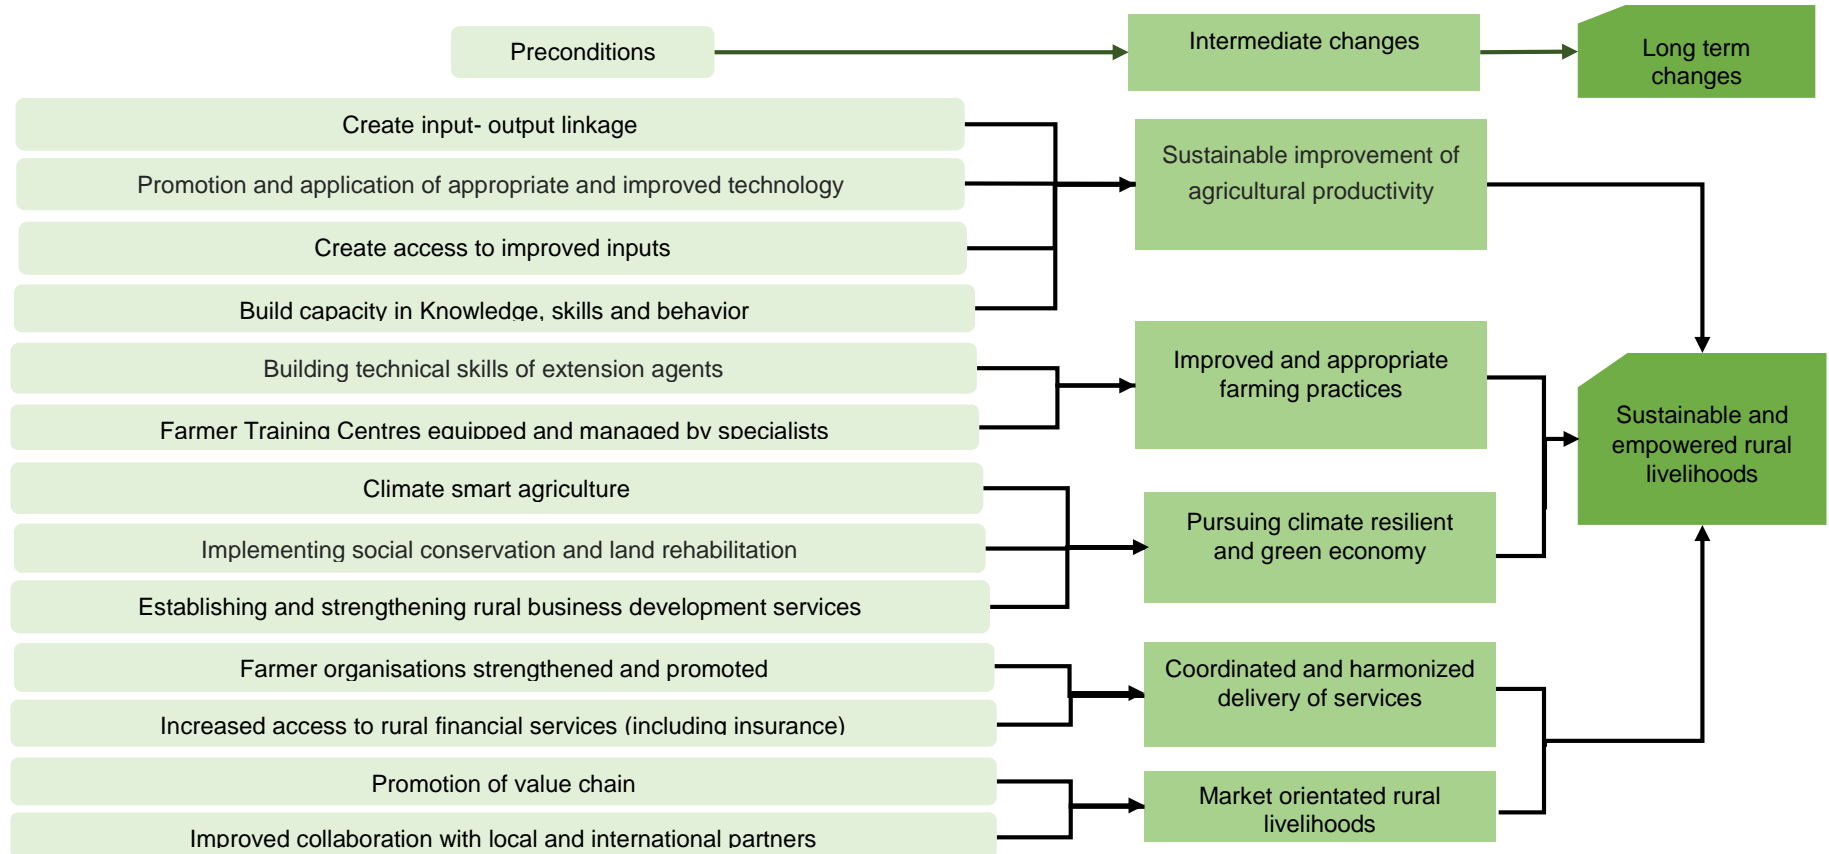 Preconditions
Intermediate changes
Long term
changes
Create input- output linkage
Promotion and application of appropriate and improved technology
Create access to improved inputs
Build capacity in Knowledge, skills and behavior
Sustainable improvement of
agricultural productivity
Building technical skills of extension agents
Farmer Training Centres equipped and managed by specialists
Improved and appropriate
farming practices
Climate smart agriculture
Implementing social conservation and land rehabilitation
Establishing and strengthening rural business development services
Pursuing climate resilient
and green economy
Farmer organisations strengthened and promoted
Increased access to rural financial services (including insurance)
Coordinated and harmonized
delivery of services
Promotion of value chain
Improved collaboration with local and international partners
Market orientated rural
livelihoods
Sustainable and
empowered rural
livelihoods